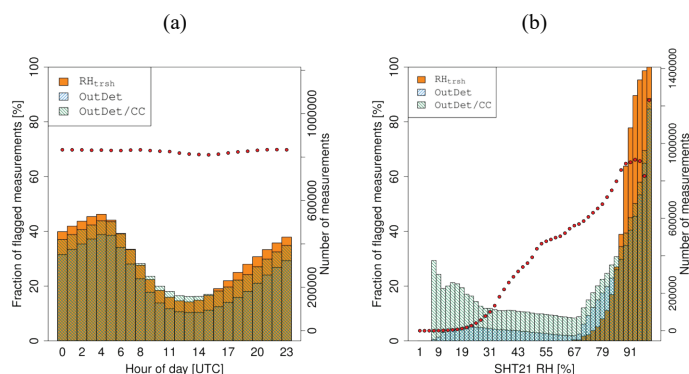 (a)
(b)
Fraction of flagged measurements [%]
100
80
60
40
20
0
RHtrsh
OutDet
OutDet/CC
0 2 4 6 8 11 14 17 20 23
Hour of day [UTC]
1000000
600000
200000
0
Number of measurements
Fraction of flagged measurements [%]
100
80
60
40
20
0
RHtrsh
OutDet
OutDet/CC
1 9 19 31 43 55 67 79 91
SHT21 RH [%]
1400000
1000000
600000
200000
0
Number of measurements